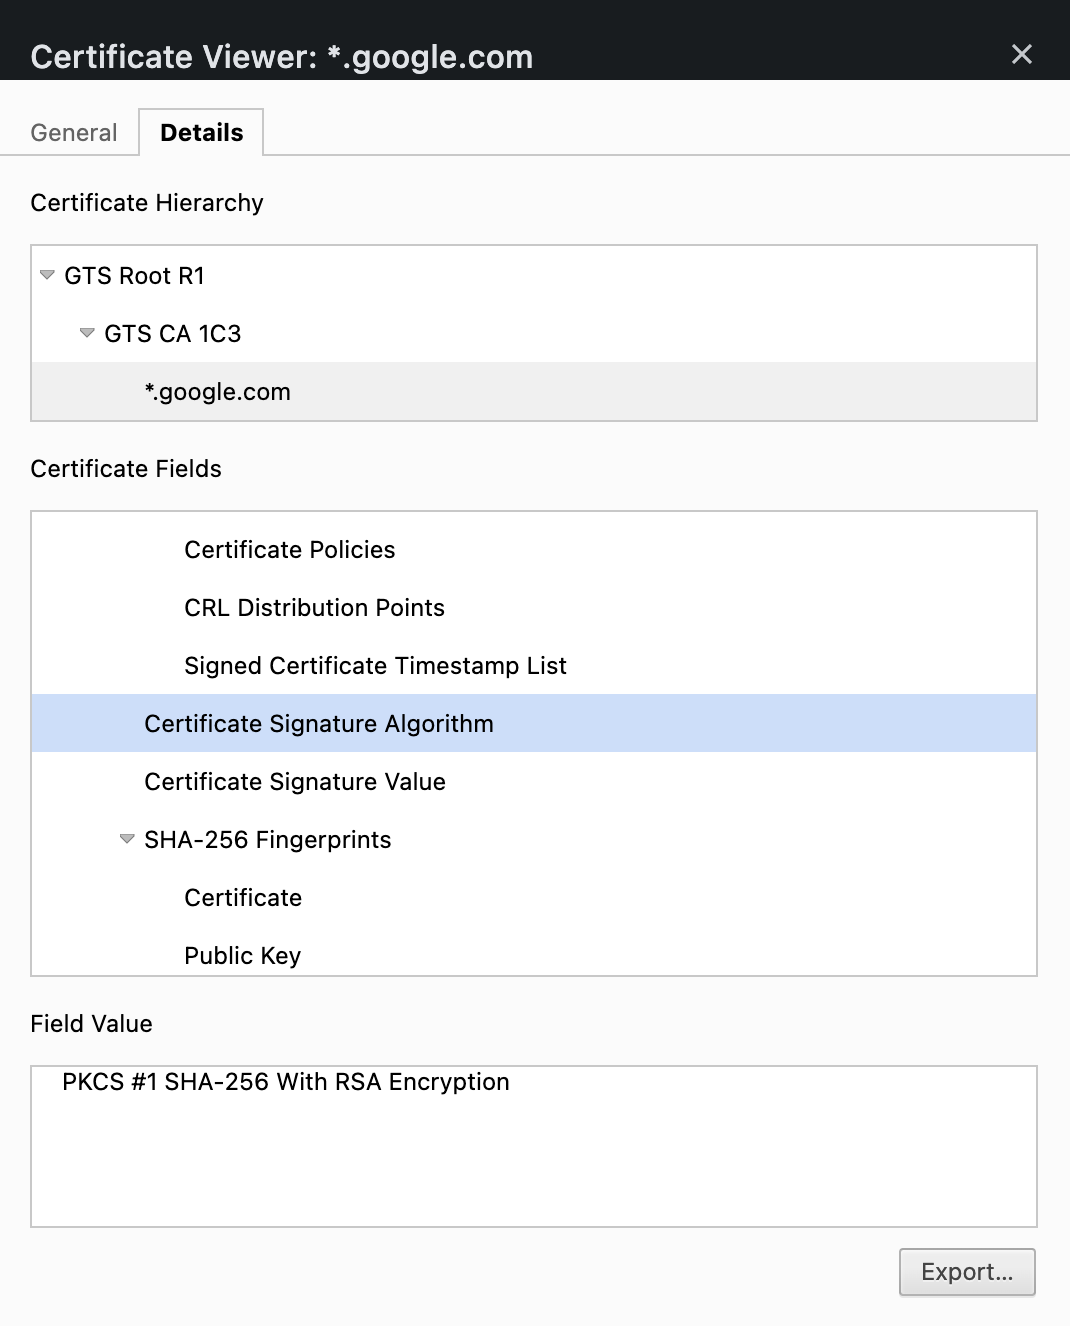 Certificate Viewer: *.google.com
General
Details
Certificate Hierarchy
GTS Root R1
GTS CA 1C3
*.google.com
Certificate Fields
Certificate Policies
CRL Distribution Points
Signed Certificate Timestamp List
Certificate Signature Algorithm
Certificate Signature Value
SHA-256 Fingerprints
Certificate
Public Key
Field Value
PKCS #1 SHA-256 With RSA Encryption
Export...